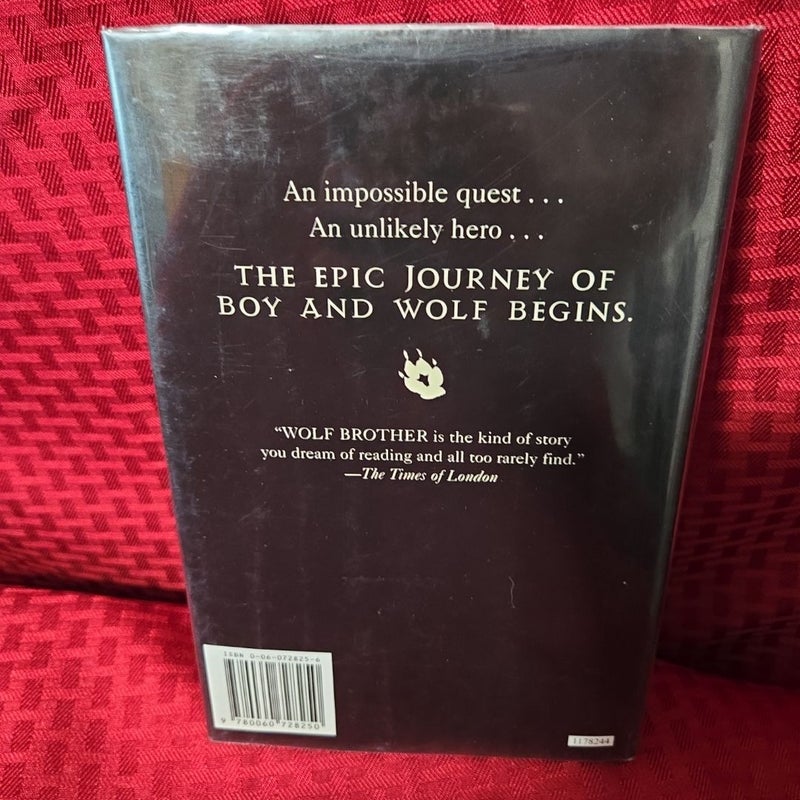 An impossible quest . . .
An unlikely hero . . .
THE EPIC JOURNEY OF
BOY AND WOLF BEGINS.
“WOLF BROTHER is the kind of story
you dream of reading and all too rarely find.”
—The Times of London
ISBN 0-06-072825-6
9 780060 728250
1178244